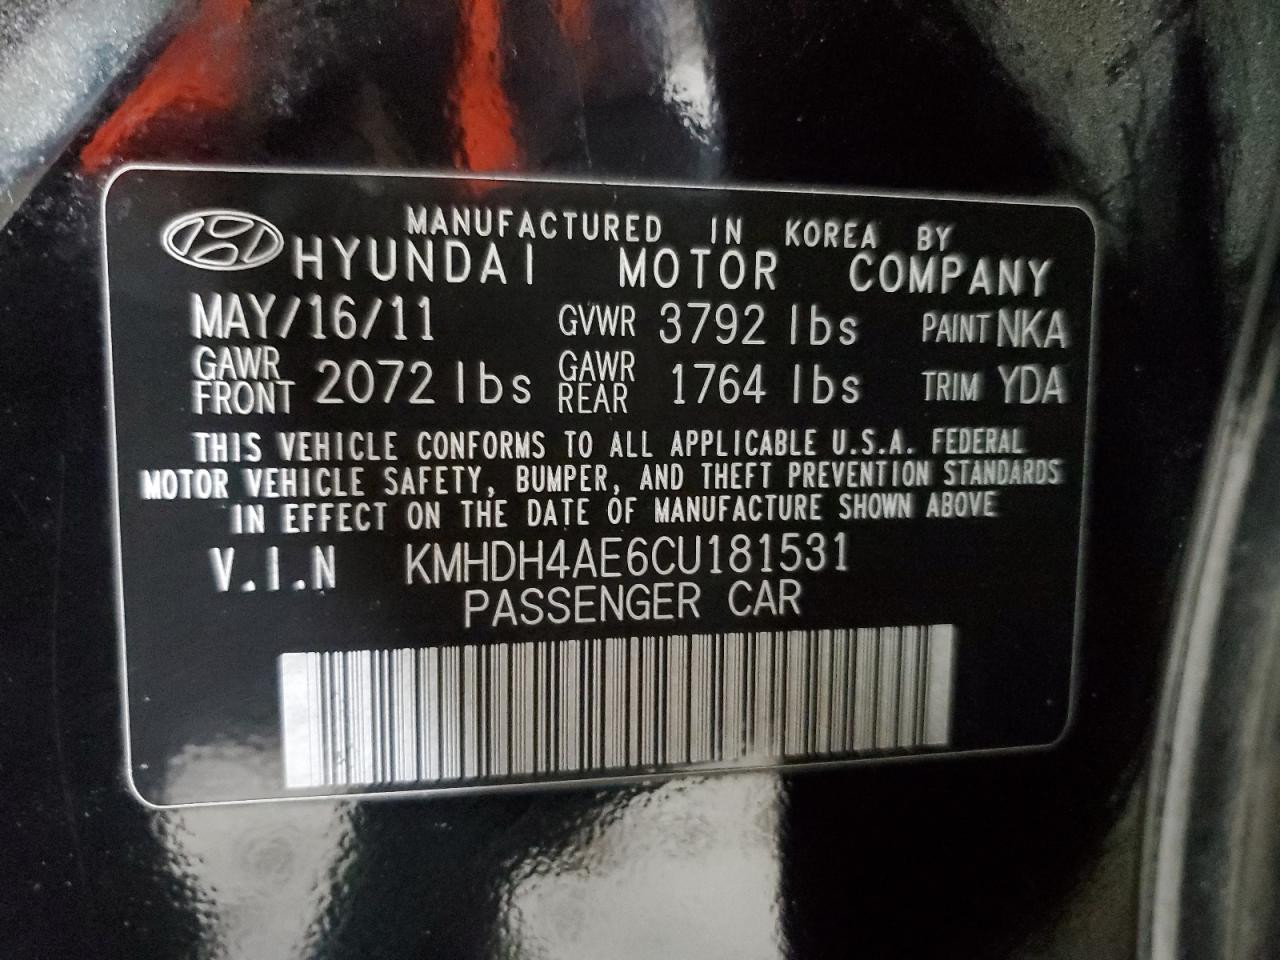 MANUFACTURED IN KOREA BY
HYUNDAI MOTOR COMPANY
MAY/16/11 GVWR 3792 lbs PAINT NKA
GAWR FRONT 2072 lbs GAWR REAR 1764 lbs TRIM YDA
THIS VEHICLE CONFORMS TO ALL APPLICABLE U.S.A. FEDERAL
MOTOR VEHICLE SAFETY, BUMPER, AND THEFT PREVENTION STANDARDS
IN EFFECT ON THE DATE OF MANUFACTURE SHOWN ABOVE
V.I.N KMHDH4AE6CU181531
PASSENGER CAR